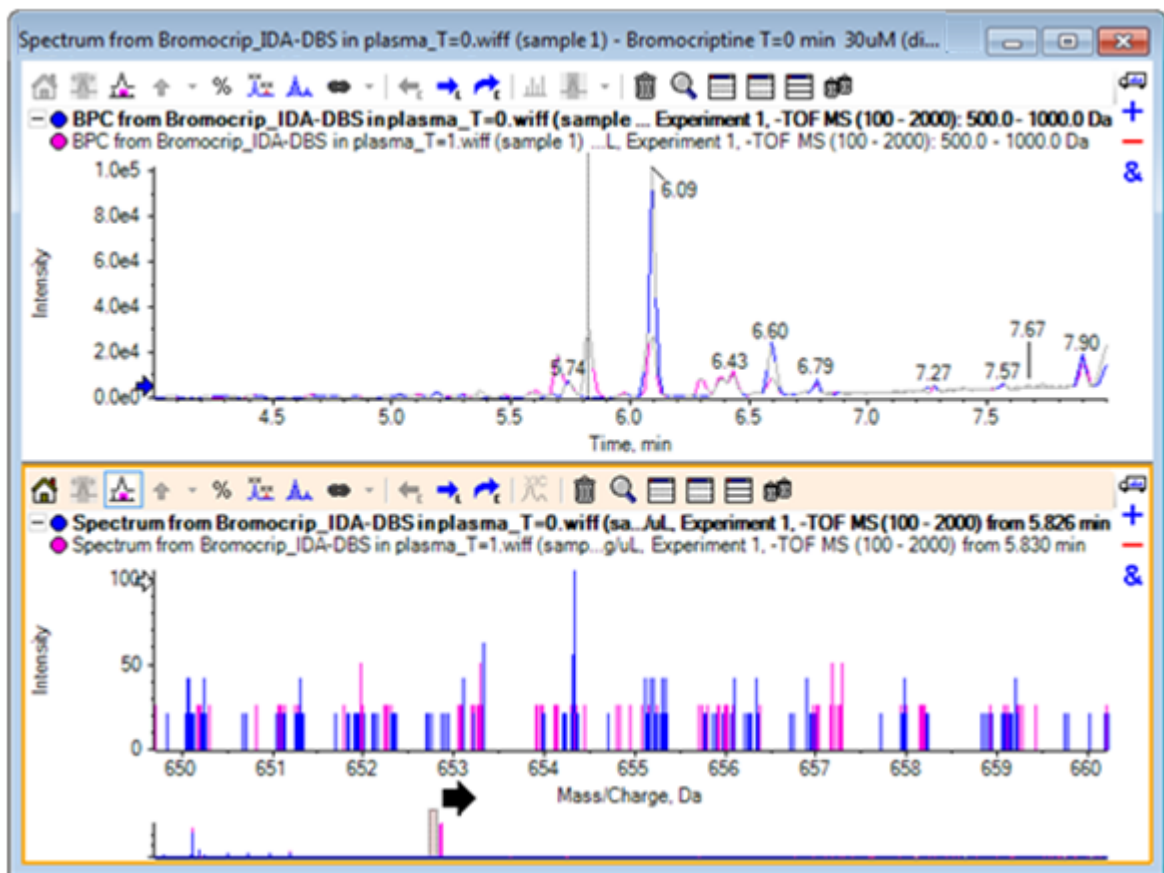 Spectrum from Bromocrip_IDA-DBS in plasma_T=0.wiff (sample 1) - Bromocriptine T=0 min 30uM (di...
%
BPC from Bromocrip_IDA-DBS in plasma_T=0.wiff (sample ... Experiment 1, -TOF MS (100 - 2000): 500.0 - 1000.0 Da
BPC from Bromocrip_IDA-DBS in plasma_T=1.wiff (sample 1) ...L, Experiment 1, -TOF MS (100 - 2000): 500.0 - 1000.0 Da
&
Intensity
1.0e5
8.0e4
6.0e4
4.0e4
2.0e4
0.0e0
5.74
6.09
6.43
6.60
6.79
7.27
7.57
7.67
7.90
4.5 5.0 5.5 6.0 6.5 7.0 7.5
Time, min
%
Spectrum from Bromocrip_IDA-DBS in plasma_T=0.wiff (sa.../uL, Experiment 1, -TOF MS (100 - 2000) from 5.826 min
Spectrum from Bromocrip_IDA-DBS in plasma_T=1.wiff (samp...g/uL, Experiment 1, -TOF MS (100 - 2000) from 5.830 min
&
Intensity
100
50
0
650 651 652 653 654 655 656 657 658 659 660
Mass/Charge, Da